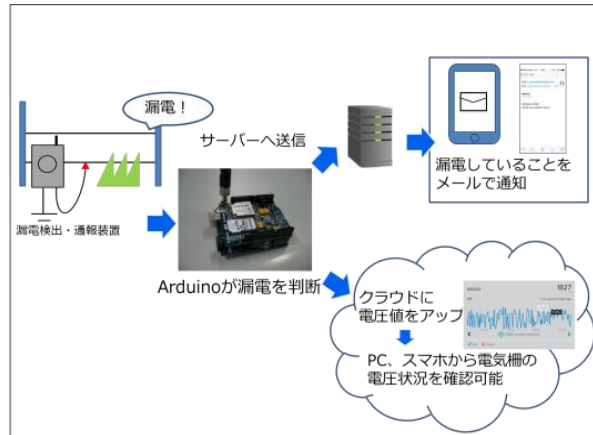 漏電！
サーバーへ送信
漏電していることを
メールで通知
漏電検出・通報装置
Arduinoが漏電を判断
クラウドに
電圧値をアップ
1827
PC、スマホから電気柵の
電圧状況を確認可能